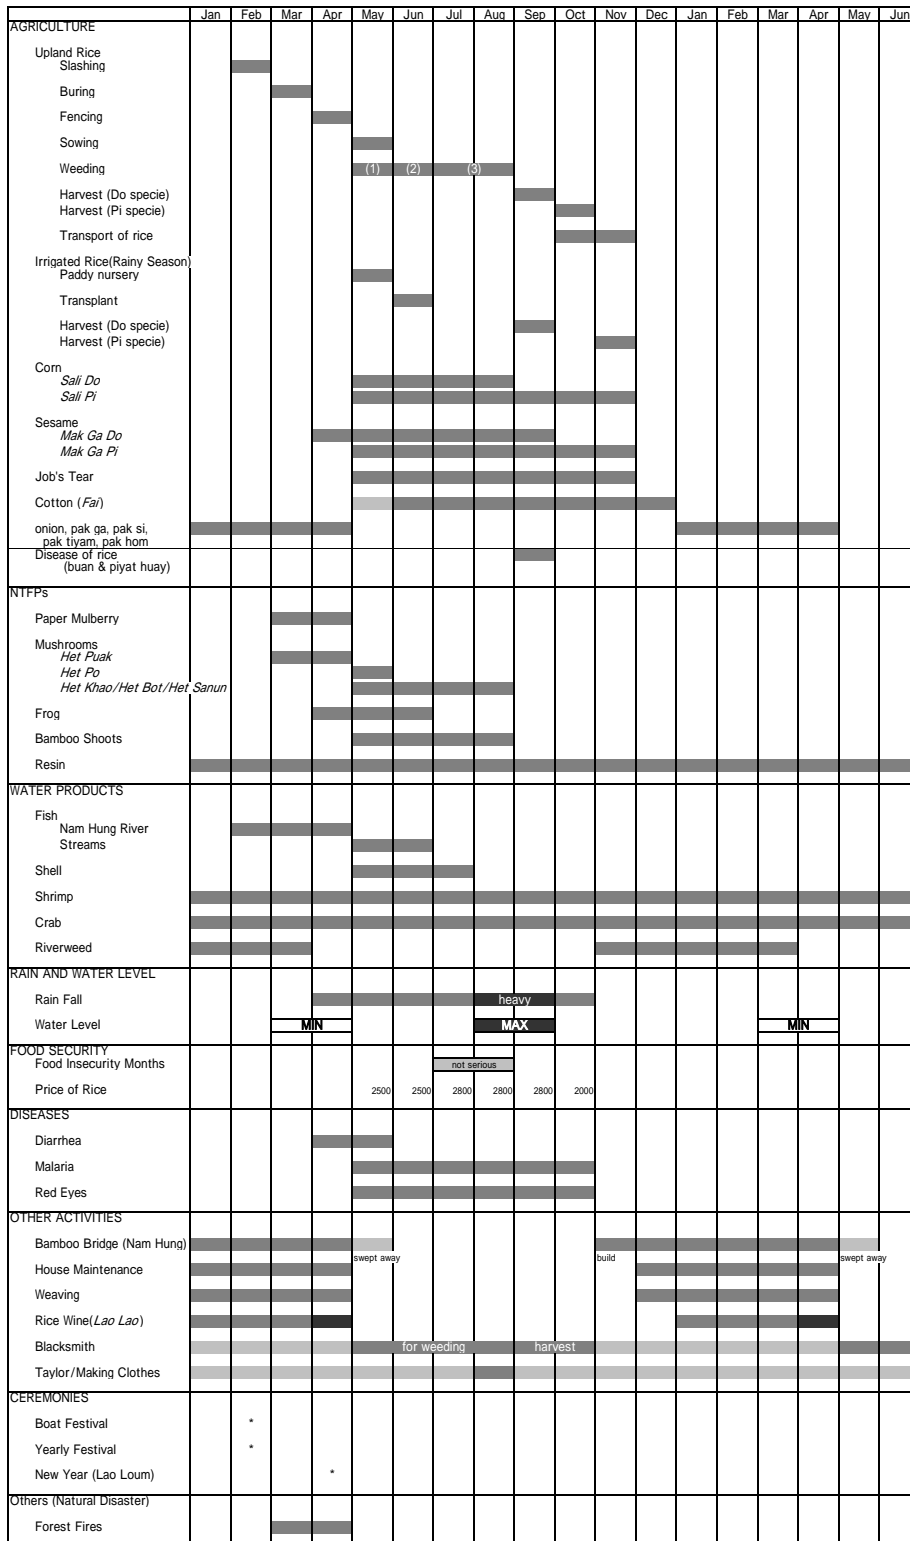 Jan Feb Mar Apr May Jun Jul Aug Sep Oct Nov Dec Jan Feb Mar Apr May Jun
AGRICULTURE
Upland Rice
Slashing
Buring
Fencing
Sowing
Weeding (1) (2) (3)
Harvest (Do specie)
Harvest (Pi specie)
Transport of rice
Irrigated Rice(Rainy Season)
Paddy nursery
Transplant
Harvest (Do specie)
Harvest (Pi specie)
Corn
Sali Do
Sali Pi
Sesame
Mak Ga Do
Mak Ga Pi
Job's Tear
Cotton (Fai)
onion, pak ga, pak si,
pak tiyam, pak hom
Disease of rice
(buan & piyat huay)
NTFPs
Paper Mulberry
Mushrooms
Het Puak
Het Po
Het Khao/Het Bot/Het Sanun
Frog
Bamboo Shoots
Resin
WATER PRODUCTS
Fish
Nam Hung River
Streams
Shell
Shrimp
Crab
Riverweed
RAIN AND WATER LEVEL
Rain Fall heavy
Water Level MIN MAX MIN
FOOD SECURITY
Food Insecurity Months not serious
Price of Rice 2500 2500 2800 2800 2800 2000
DISEASES
Diarrhea
Malaria
Red Eyes
OTHER ACTIVITIES
Bamboo Bridge (Nam Hung)
swept away build swept away
House Maintenance
Weaving
Rice Wine(Lao Lao)
Blacksmith for weeding harvest
Taylor/Making Clothes
CEREMONIES
Boat Festival *
Yearly Festival *
New Year (Lao Loum) *
Others (Natural Disaster)
Forest Fires